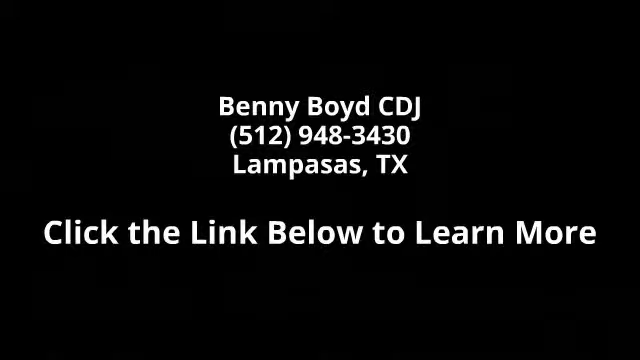 Benny Boyd CDJ
(512) 948-3430
Lampasas, TX
Click the Link Below to Learn More